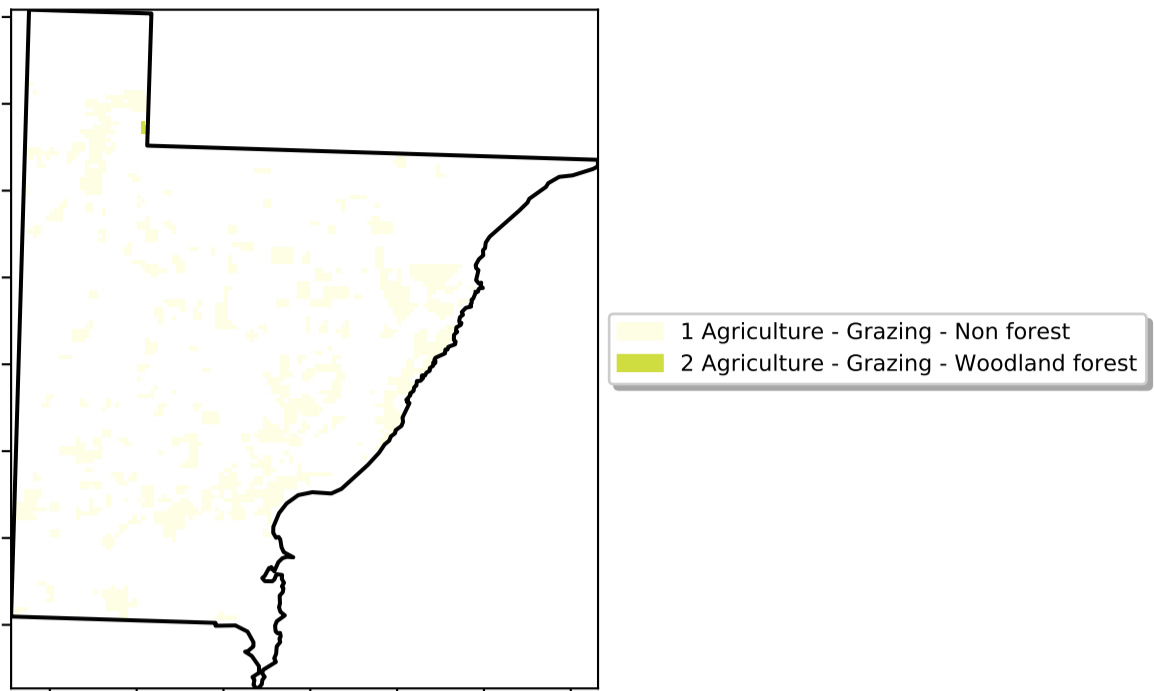 1 Agriculture - Grazing - Non forest
2 Agriculture - Grazing - Woodland forest